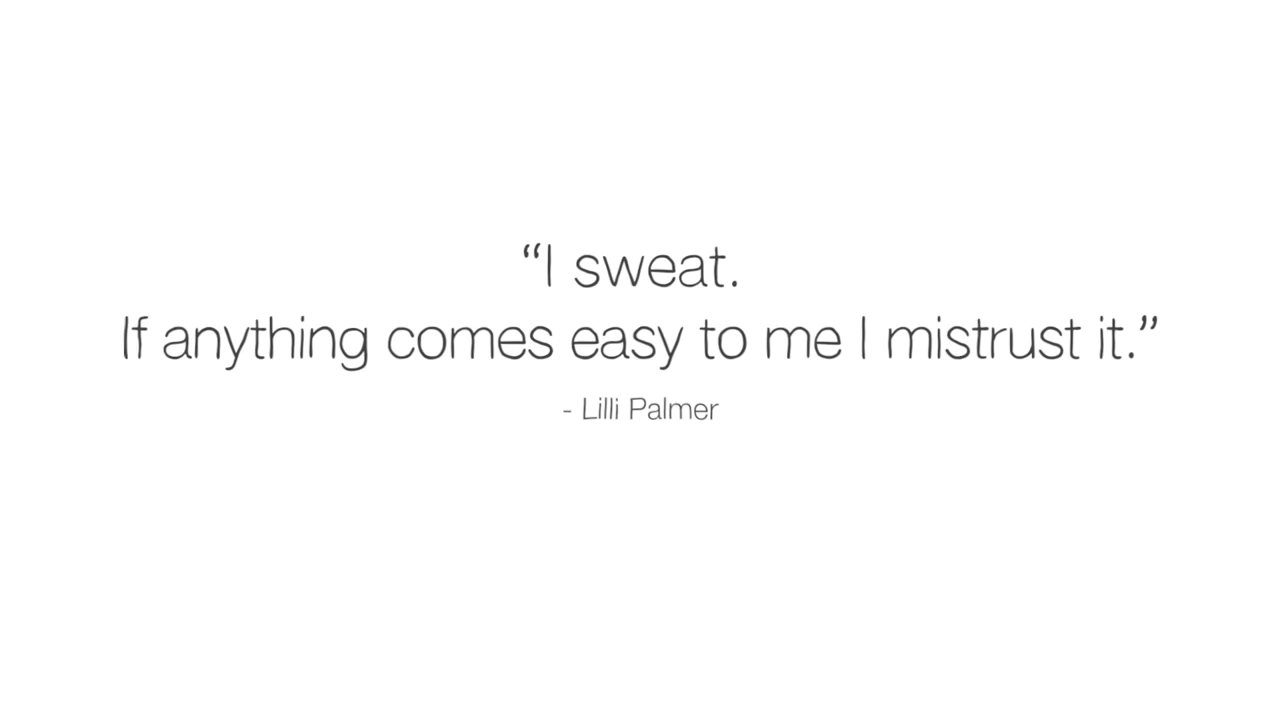 “I sweat.
If anything comes easy to me I mistrust it.”
- Lilli Palmer